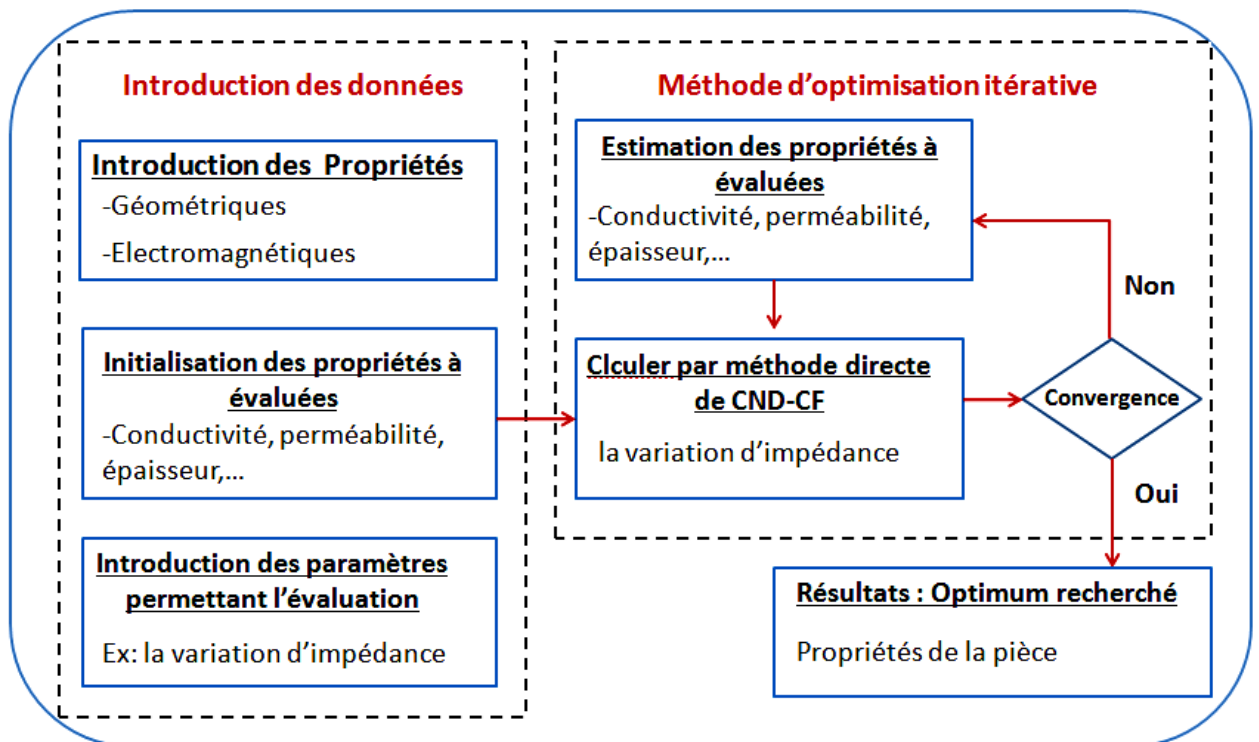 Introduction des données
Introduction des Propriétés
-Géométriques
-Electromagnétiques
Initialisation des propriétés à
évaluées
-Conductivité, perméabilité,
épaisseur,...
Introduction des paramètres
permettant l'évaluation
Ex: la variation d'impédance
Méthode d'optimisation itérative
Estimation des propriétés à
évaluées
-Conductivité, perméabilité,
épaisseur,...
Clculer par méthode directe
de CND-CF
la variation d'impédance
Convergence
Non
Oui
Résultats : Optimum recherché
Propriétés de la pièce